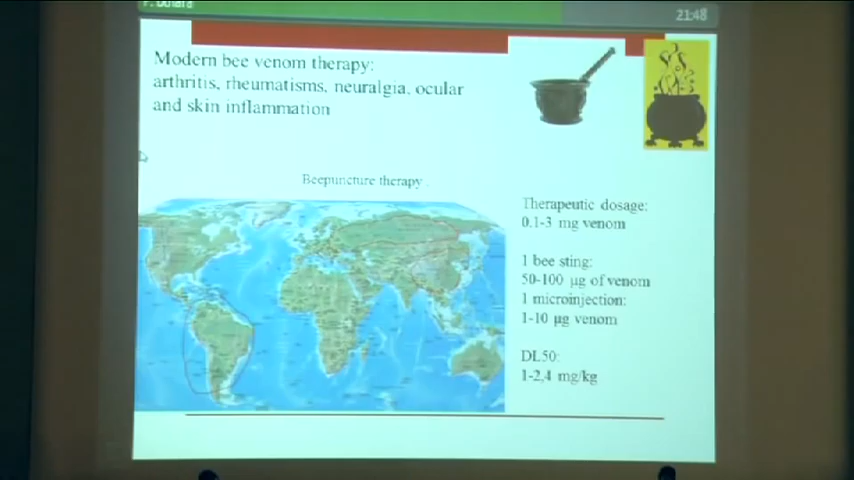 21:48
Modern bee venom therapy:
arthritis, rheumatisms, neuralgia, ocular
and skin inflammation
Beepuncture therapy
Therapeutic dosage:
0.1-3 mg venom
1 bee sting:
50-100 µg of venom
1 microinjection:
1-10 µg venom
DL50:
1-2,4 mg/kg